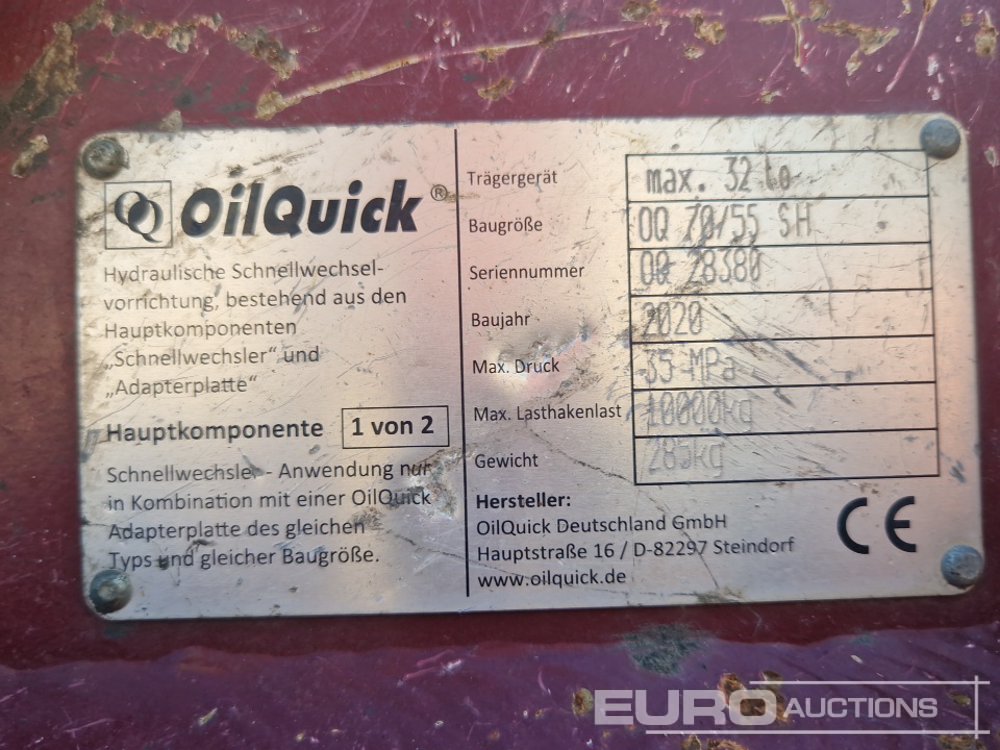 OilQuick®
Hydraulische Schnellwechsel-
vorrichtung, bestehend aus den
Hauptkomponenten
„Schnellwechsler“ und
„Adapterplatte“
Hauptkomponente 1 von 2
Schnellwechsler - Anwendung nur
in Kombination mit einer OilQuick
Adapterplatte des gleichen
Typs und gleicher Baugröße.
Trägergerät max. 32 to
Baugröße OQ 70/55 SH
Seriennummer OQ 28380
Baujahr 2020
Max. Druck 35 MPa
Max. Lasthakenlast 10000kg
Gewicht 285kg
Hersteller:
OilQuick Deutschland GmbH
Hauptstraße 16 / D-82297 Steindorf
www.oilquick.de
CE
EURO AUCTIONS